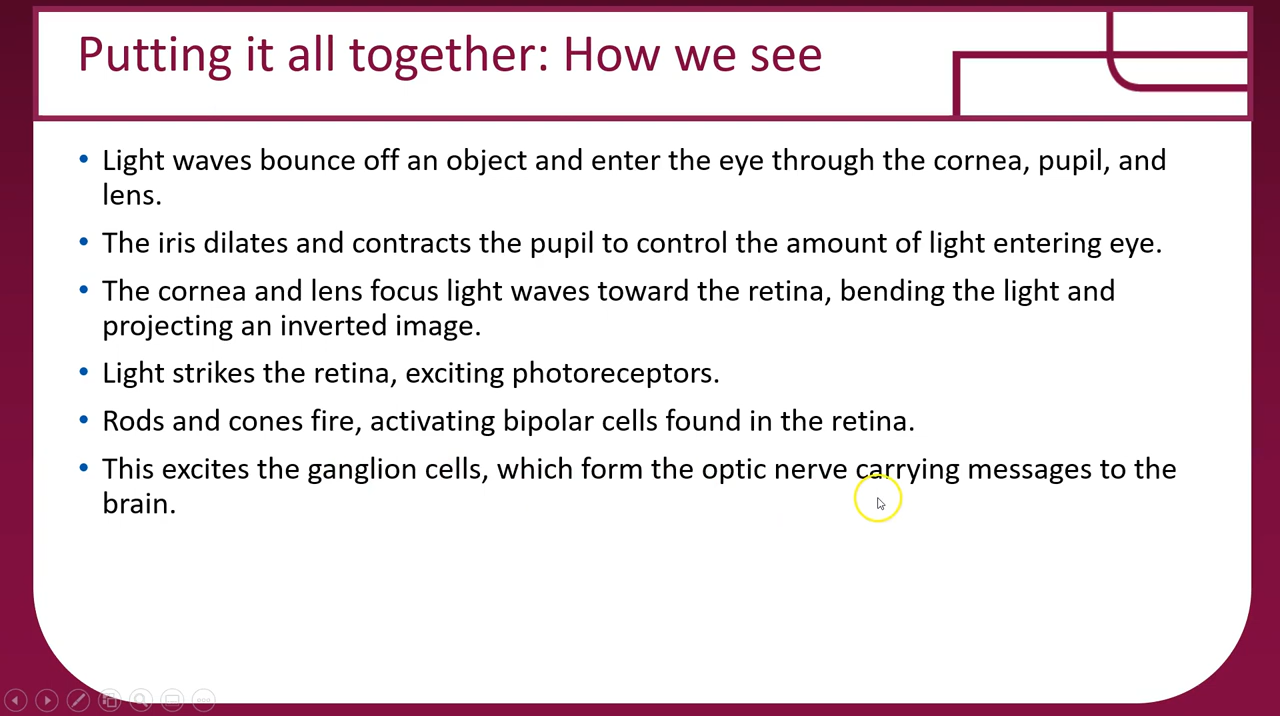 Putting it all together: How we see
• Light waves bounce off an object and enter the eye through the cornea, pupil, and
lens.
• The iris dilates and contracts the pupil to control the amount of light entering eye.
• The cornea and lens focus light waves toward the retina, bending the light and
projecting an inverted image.
• Light strikes the retina, exciting photoreceptors.
• Rods and cones fire, activating bipolar cells found in the retina.
• This excites the ganglion cells, which form the optic nerve carrying messages to the
brain.